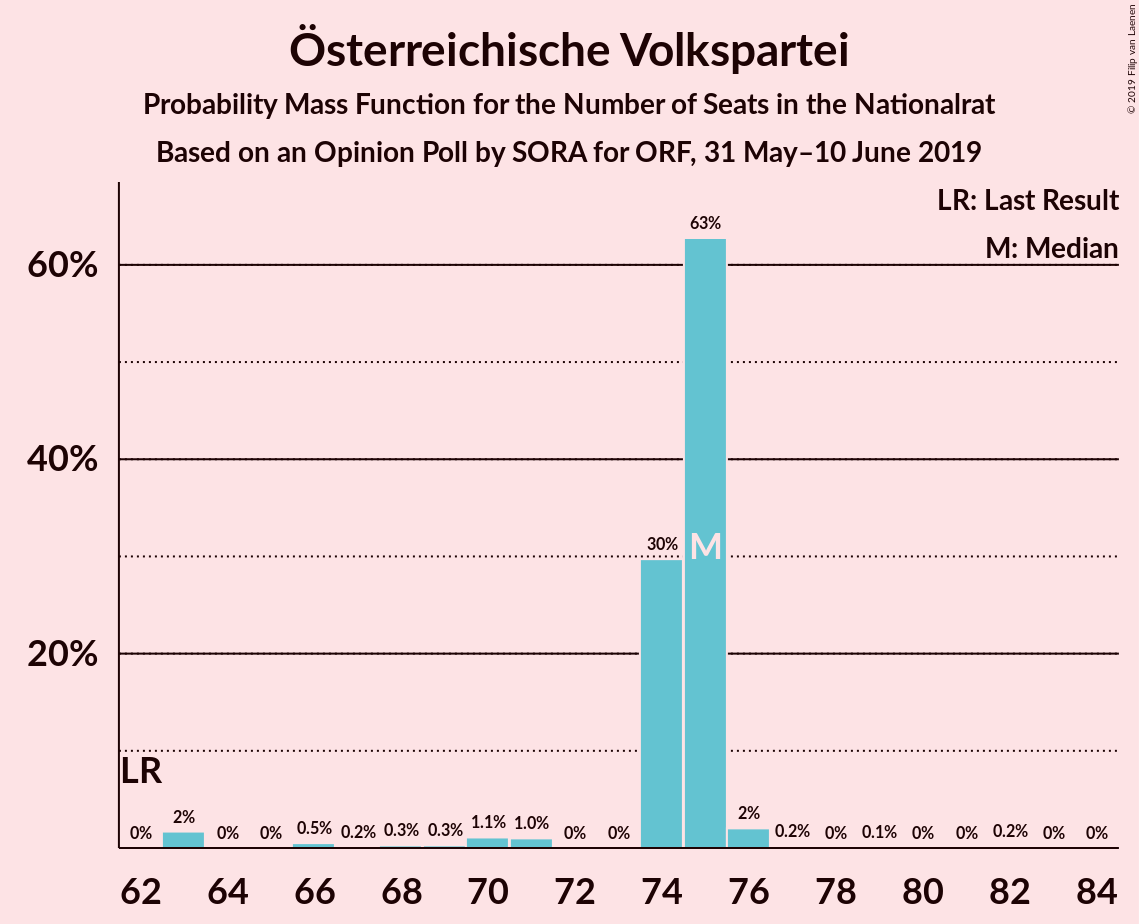 Österreichische Volkspartei
Probability Mass Function for the Number of Seats in the Nationalrat
Based on an Opinion Poll by SORA for ORF, 31 May–10 June 2019
© 2019 Filip van Laenen
LR: Last Result
M: Median
60%
40%
20%
LR
0% 2% 0% 0% 0.5% 0.2% 0.3% 0.3% 1.1% 1.0% 0% 0% 30% 63% 2% 0.2% 0% 0.1% 0% 0% 0.2% 0% 0%
M
62 64 66 68 70 72 74 76 78 80 82 84